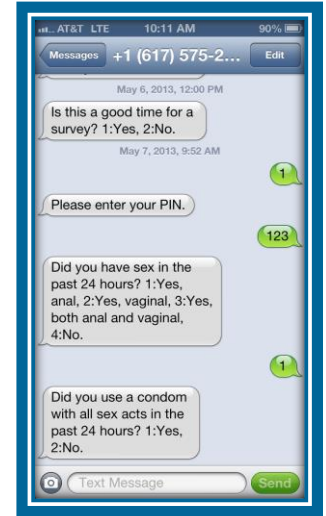 AT&T LTE 10:11 AM 90%
Messages +1 (617) 575-2... Edit
May 6, 2013, 12:00 PM
Is this a good time for a
survey? 1:Yes, 2:No.
May 7, 2013, 9:52 AM
1
Please enter your PIN.
123
Did you have sex in the
past 24 hours? 1:Yes,
anal, 2:Yes, vaginal, 3:Yes,
both anal and vaginal,
4:No.
1
Did you use a condom
with all sex acts in the
past 24 hours? 1:Yes,
2:No.
Text Message Send